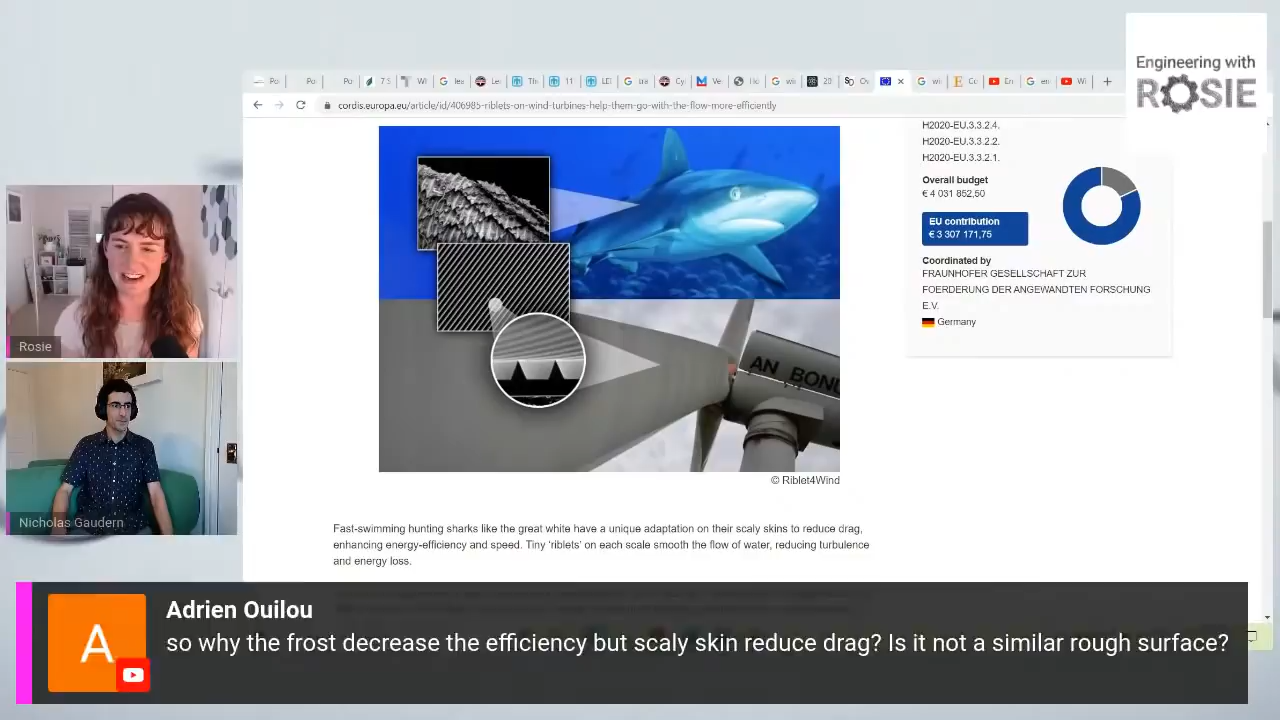 Engineering with
ROSIE
cordis.europa.eu/article/id/406985-riblets-on-wind-turbines-help-them-go-with-the-flow-more-efficiently
H2020-EU.3.3.2.4.
H2020-EU.3.3.2.2.
H2020-EU.3.3.2.1.
Overall budget
€ 4 031 852,50
EU contribution
€ 3 307 171,75
Coordinated by
FRAUNHOFER GESELLSCHAFT ZUR
FOERDERUNG DER ANGEWANDTEN FORSCHUNG
E.V.
Germany
AN BONU
© Riblet4Wind
Rosie
Nicholas Gaudern
Fast-swimming hunting sharks like the great white have a unique adaptation on their scaly skins to reduce drag,
enhancing energy-efficiency and speed. Tiny 'riblets' on each scale smooth the flow of water, reducing turbulence
and energy loss.
A
Adrien Ouilou
so why the frost decrease the efficiency but scaly skin reduce drag? Is it not a similar rough surface?